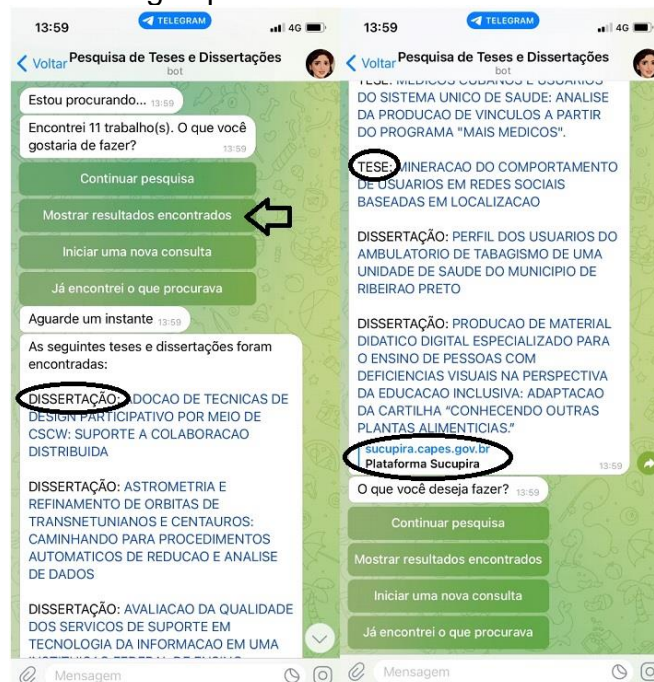 13:59
TELEGRAM
4G
Voltar Pesquisa de Teses e Dissertações
bot
Estou procurando... 13:59
Encontrei 11 trabalho(s). O que você
gostaria de fazer? 13:59
Continuar pesquisa
Mostrar resultados encontrados
Iniciar uma nova consulta
Já encontrei o que procurava
Aguarde um instante 13:59
As seguintes teses e dissertações foram
encontradas:
DISSERTAÇÃO: ADOCAO DE TECNICAS DE
DESIGN PARTICIPATIVO POR MEIO DE
CSCW: SUPORTE A COLABORACAO
DISTRIBUIDA
DISSERTAÇÃO: ASTROMETRIA E
REFINAMENTO DE ORBITAS DE
TRANSNETUNIANOS E CENTAUROS:
CAMINHANDO PARA PROCEDIMENTOS
AUTOMATICOS DE REDUCAO E ANALISE
DE DADOS
DISSERTAÇÃO: AVALIACAO DA QUALIDADE
DOS SERVICOS DE SUPORTE EM
TECNOLOGIA DA INFORMACAO EM UMA
INSTITUICAO FEDERAL DE ENSINO
Mensagem
13:59
TELEGRAM
4G
Voltar Pesquisa de Teses e Dissertações
bot
TESE: MEDICOS CUBANOS E USUARIOS
DO SISTEMA UNICO DE SAUDE: ANALISE
DA PRODUCAO DE VINCULOS A PARTIR
DO PROGRAMA "MAIS MEDICOS".
TESE: MINERACAO DO COMPORTAMENTO
DE USUARIOS EM REDES SOCIAIS
BASEADAS EM LOCALIZACAO
DISSERTAÇÃO: PERFIL DOS USUARIOS DO
AMBULATORIO DE TABAGISMO DE UMA
UNIDADE DE SAUDE DO MUNICIPIO DE
RIBEIRAO PRETO
DISSERTAÇÃO: PRODUCAO DE MATERIAL
DIDATICO DIGITAL ESPECIALIZADO PARA
O ENSINO DE PESSOAS COM
DEFICIENCIAS VISUAIS NA PERSPECTIVA
DA EDUCACAO INCLUSIVA: ADAPTACAO
DA CARTILHA "CONHECENDO OUTRAS
PLANTAS ALIMENTICIAS."
sucupira.capes.gov.br
Plataforma Sucupira
13:59
O que você deseja fazer? 13:59
Continuar pesquisa
Mostrar resultados encontrados
Iniciar uma nova consulta
Já encontrei o que procurava
Mensagem